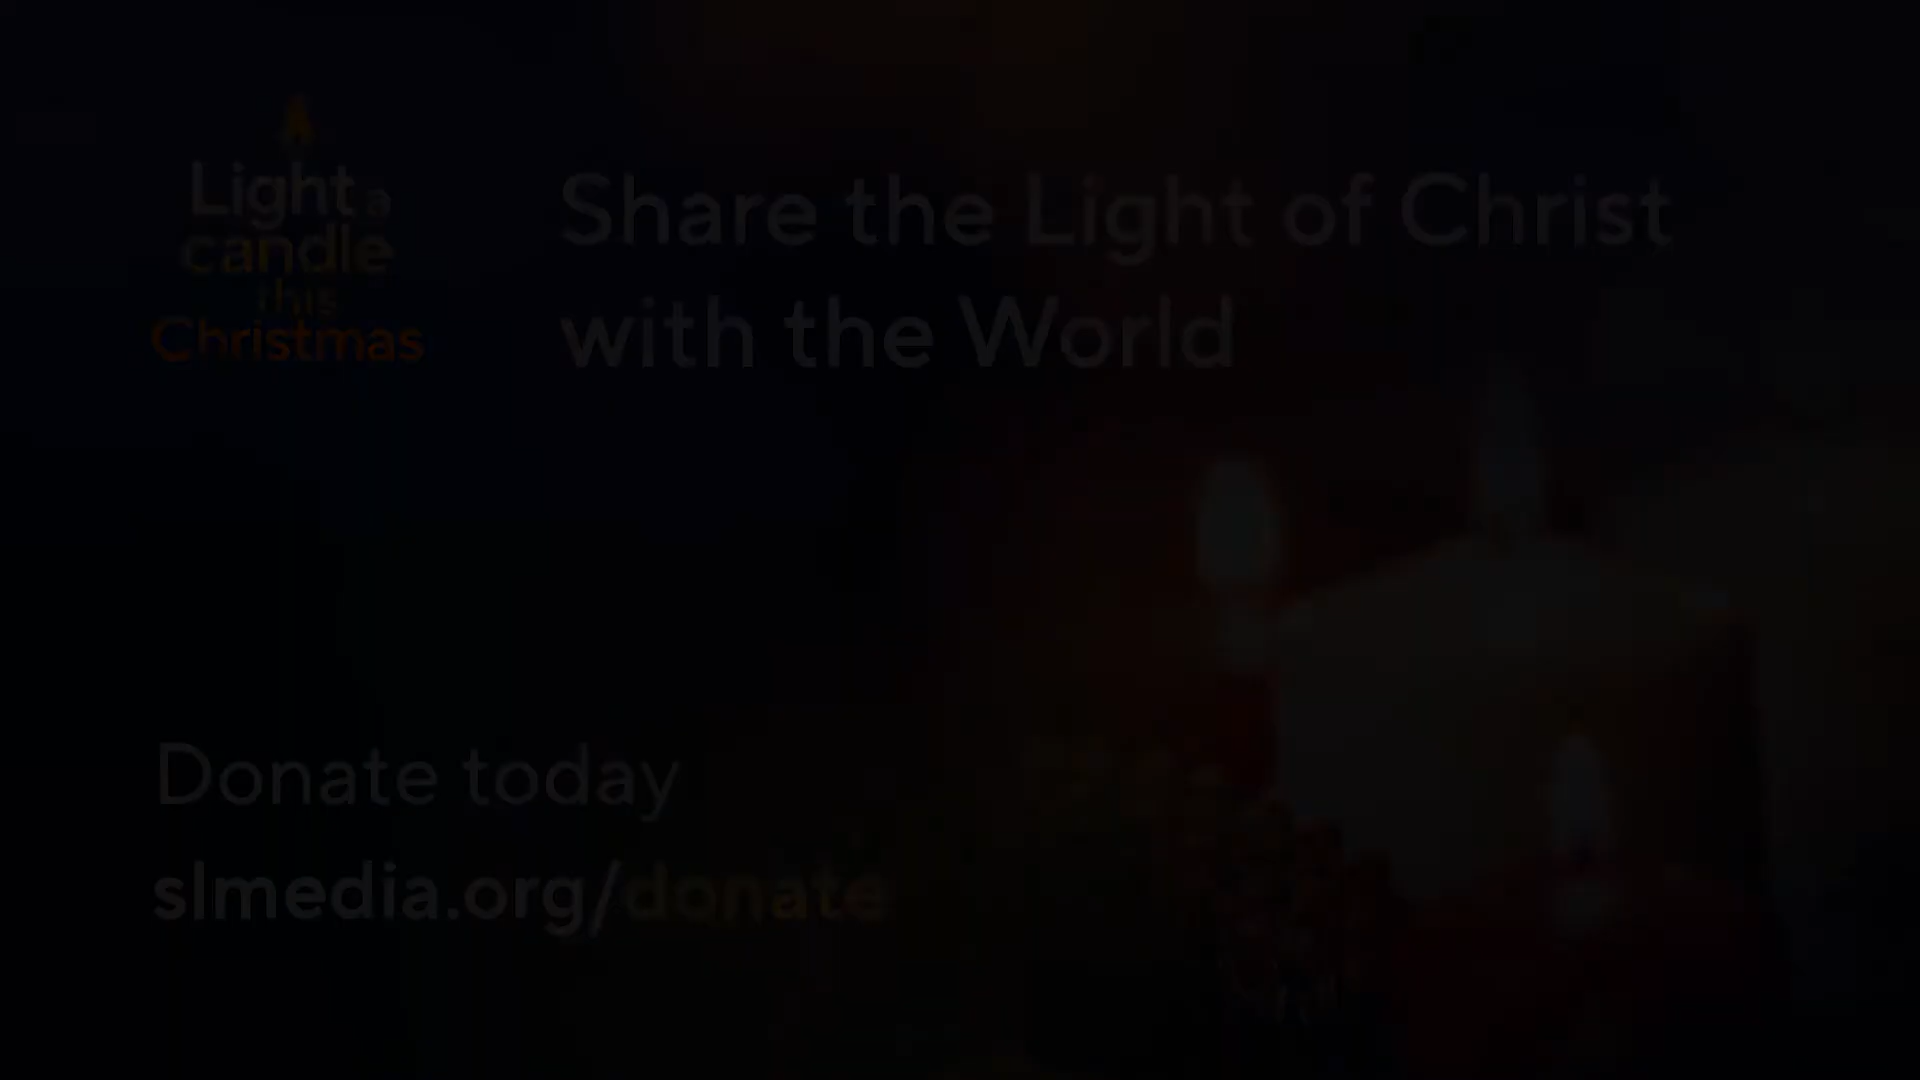 Light a
candle
this
Christmas
Share the Light of Christ
with the World
Donate today
slmedia.org/donate